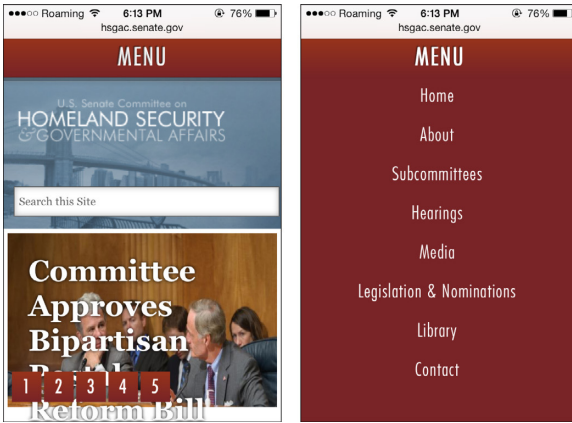 Roaming 6:13 PM 76%
hsgac.senate.gov
MENU
U.S. Senate Committee on
HOMELAND SECURITY
& GOVERNMENTAL AFFAIRS
Search this Site
Committee
Approves
Bipartisan
1 2 3 4 5
Reform Bill
Roaming 6:13 PM 76%
hsgac.senate.gov
MENU
Home
About
Subcommittees
Hearings
Media
Legislation & Nominations
Library
Contact